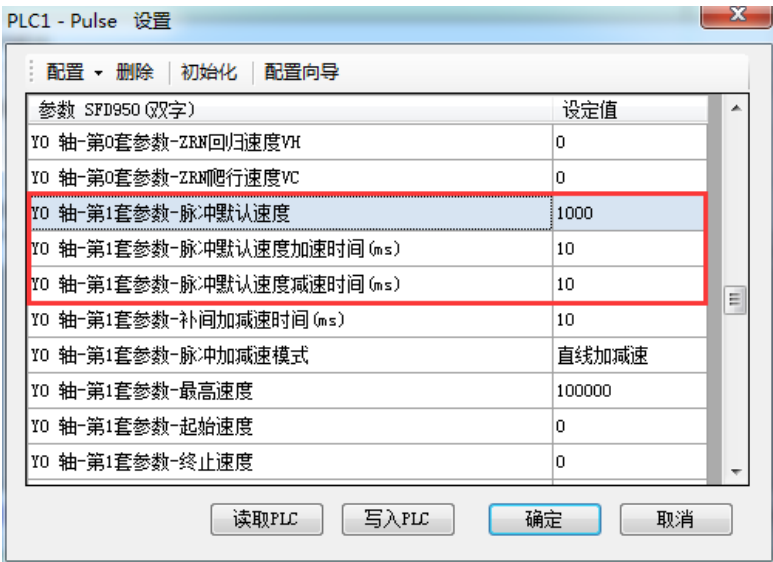 PLC1 - Pulse 设置
配置 删除 初始化 配置向导
参数 SFD950(双字) 设定值
Y0 轴-第0套参数-ZRN回归速度VH 0
Y0 轴-第0套参数-ZRN爬行速度VC 0
Y0 轴-第1套参数-脉冲默认速度 1000
Y0 轴-第1套参数-脉冲默认速度加速时间(ms) 10
Y0 轴-第1套参数-脉冲默认速度减速时间(ms) 10
Y0 轴-第1套参数-补间加减速时间(ms) 10
Y0 轴-第1套参数-脉冲加减速模式 直线加减速
Y0 轴-第1套参数-最高速度 100000
Y0 轴-第1套参数-起始速度 0
Y0 轴-第1套参数-终止速度 0
读取PLC 写入PLC 确定 取消